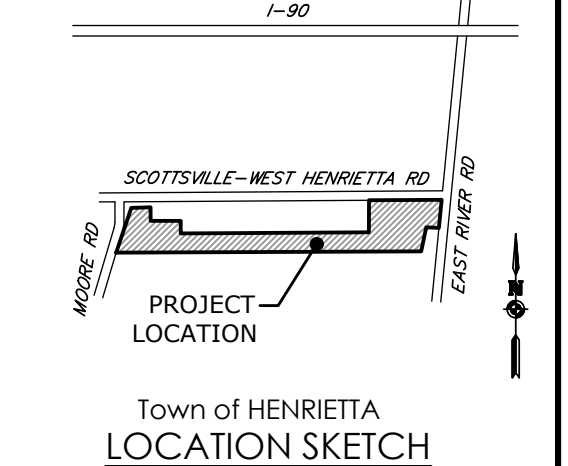 I-90
SCOTTSVILLE-WEST HENRIETTA RD
EAST RIVER RD
MOORE RD
PROJECT
LOCATION
N
Town of HENRIETTA
LOCATION SKETCH